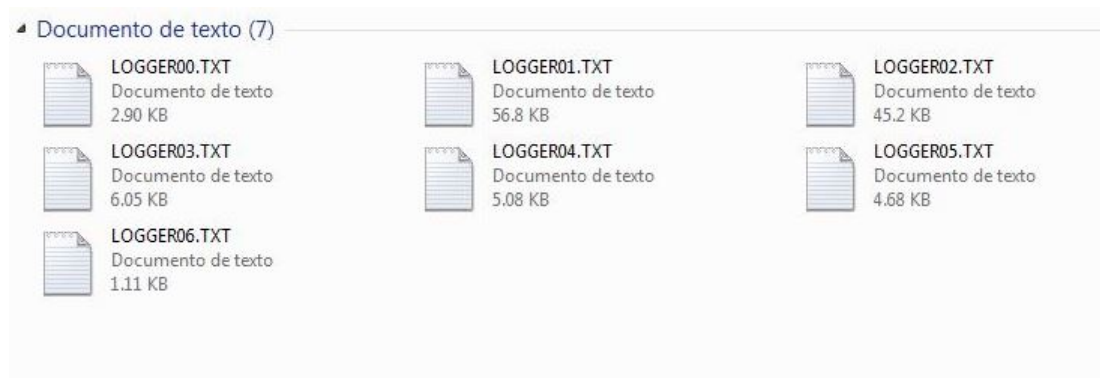 Documento de texto (7)
LOGGER00.TXT
Documento de texto
2.90 KB
LOGGER01.TXT
Documento de texto
56.8 KB
LOGGER02.TXT
Documento de texto
45.2 KB
LOGGER03.TXT
Documento de texto
6.05 KB
LOGGER04.TXT
Documento de texto
5.08 KB
LOGGER05.TXT
Documento de texto
4.68 KB
LOGGER06.TXT
Documento de texto
1.11 KB